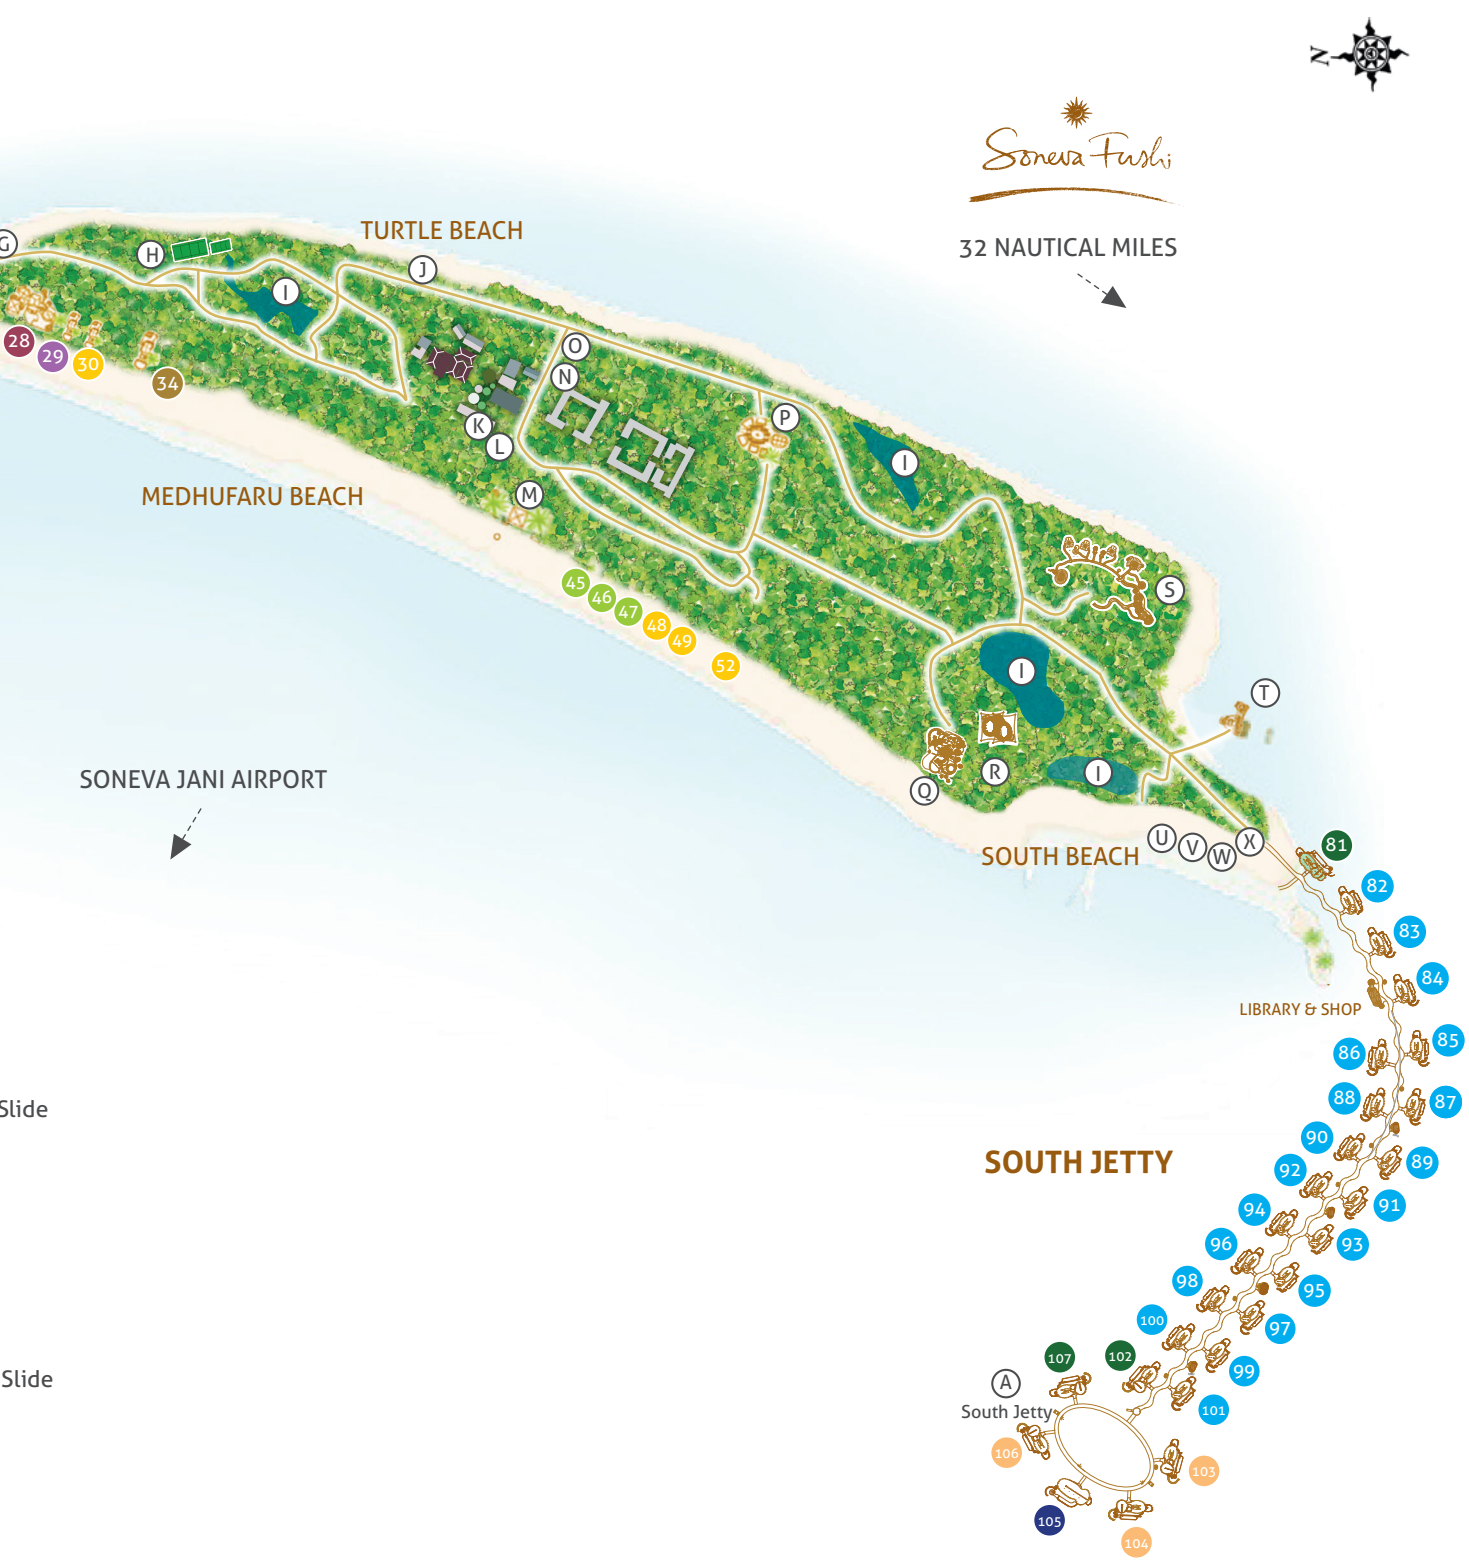 N
Soneva Fushi
32 NAUTICAL MILES
TURTLE BEACH
G
H
I
J
28
29
30
34
O
N
K
L
M
P
I
MEDHUFARU BEACH
45
46
47
48
49
52
S
I
T
Q
R
I
SONEVA JANI AIRPORT
SOUTH BEACH
U
V
W
X
81
82
83
84
LIBRARY & SHOP
85
86
87
88
Slide
SOUTH JETTY
89
90
91
92
93
94
95
96
97
98
99
100
101
102
107
A
South Jetty
Slide
106
103
105
104